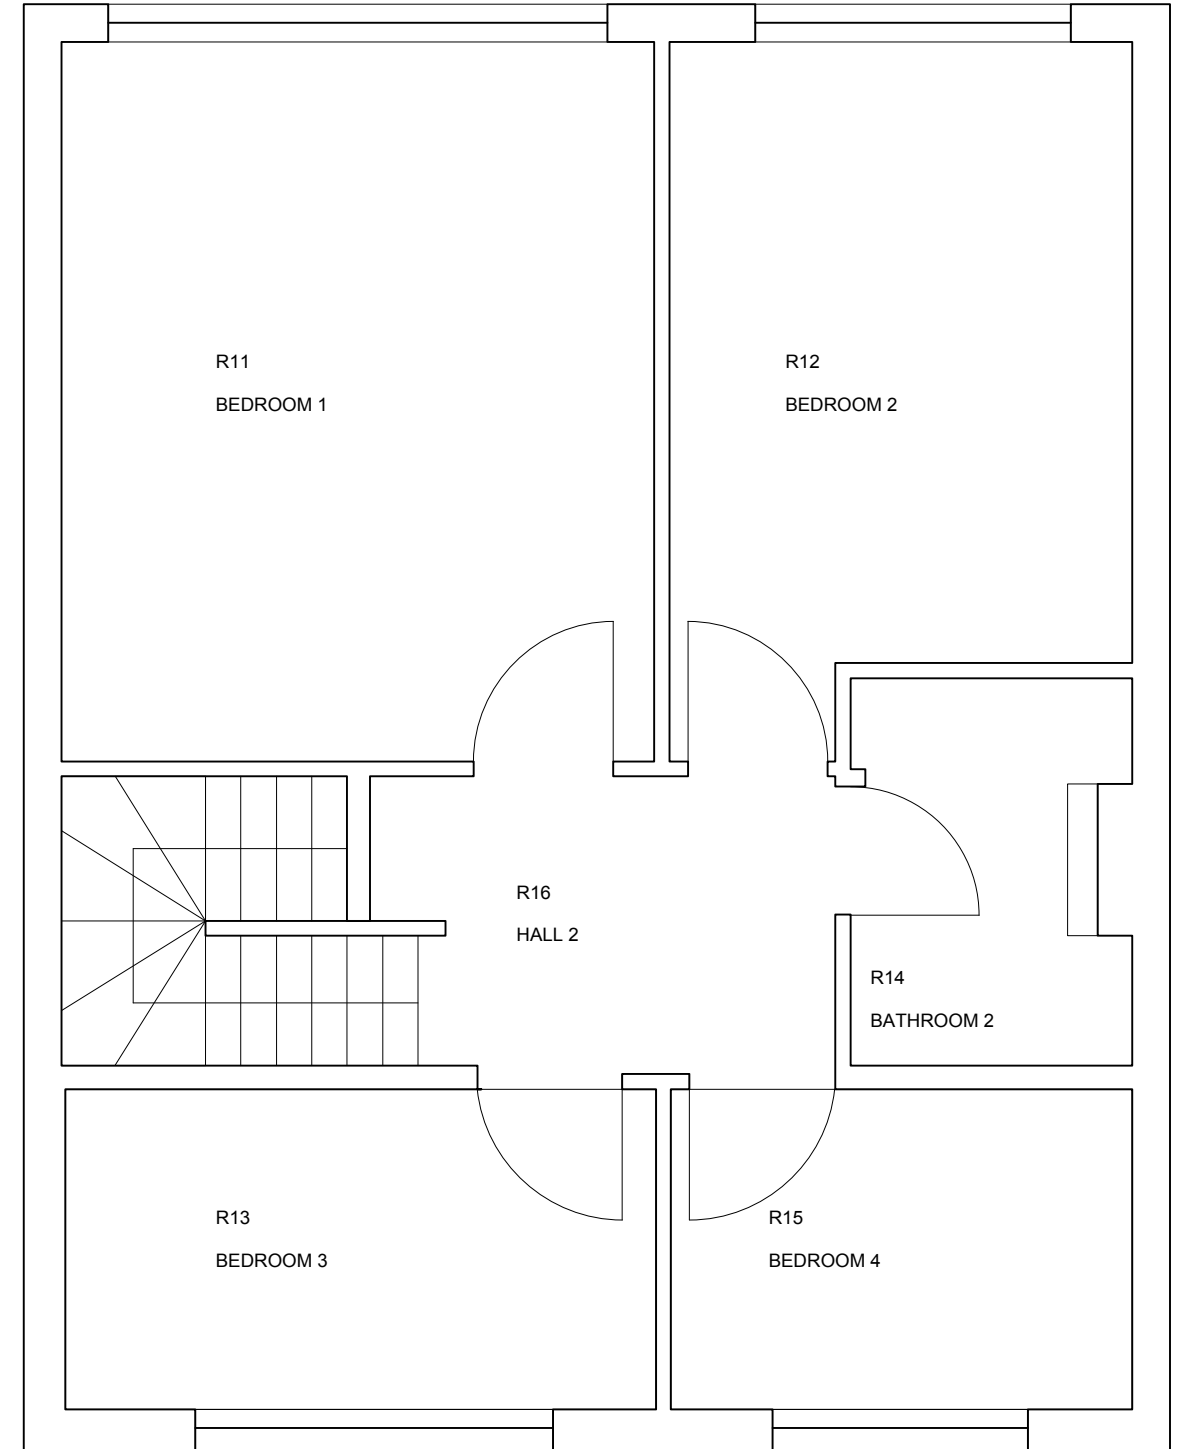 R11
BEDROOM 1
R12
BEDROOM 2
R16
HALL 2
R14
BATHROOM 2
R13
BEDROOM 3
R15
BEDROOM 4